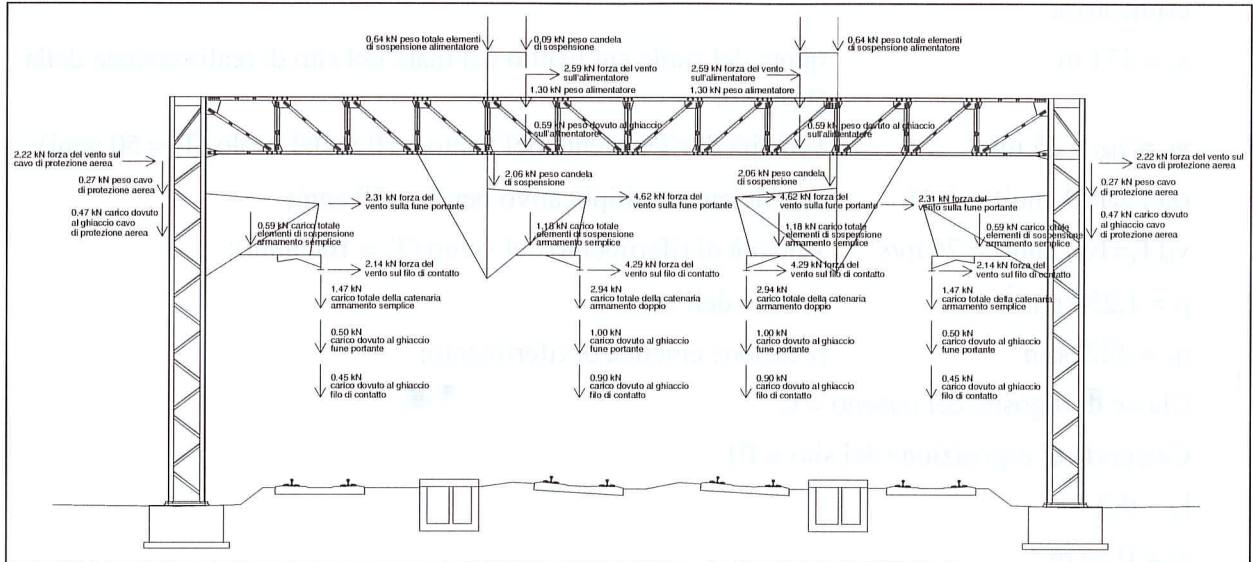 0,64 kN peso totale elementi
di sospensione alimentatore
0,09 kN peso candela
di sospensione
0,64 kN peso totale elementi
di sospensione alimentatore
2.59 kN forza del vento
sull'alimentatore
2.59 kN forza del vento
sull'alimentatore
1.30 kN peso alimentatore
1.30 kN peso alimentatore
0.59 kN peso dovuto al ghiaccio
sull'alimentatore
0.59 kN peso dovuto al ghiaccio
sull'alimentatore
2.22 kN forza del vento sul
cavo di protezione aerea
2.22 kN forza del vento sul
cavo di protezione aerea
0.27 kN peso cavo
di protezione aerea
2.06 kN peso candela
di sospensione
2.06 kN peso candela
di sospensione
0.27 kN peso cavo
di protezione aerea
0.47 kN carico dovuto
al ghiaccio cavo
di protezione aerea
2.31 kN forza del
vento sulla fune portante
4.62 kN forza del
vento sulla fune portante
4.62 kN forza del
vento sulla fune portante
2.31 kN forza del
vento sulla fune portante
0.47 kN carico dovuto
al ghiaccio cavo
di protezione aerea
0.59 kN carico totale
elementi di sospensione
armamento semplice
1.18 kN carico totale
elementi di sospensione
armamento semplice
1.18 kN carico totale
elementi di sospensione
armamento semplice
0.59 kN carico totale
elementi di sospensione
armamento semplice
2.14 kN forza del
vento sul filo di contatto
4.29 kN forza del
vento sul filo di contatto
4.29 kN forza del
vento sul filo di contatto
2.14 kN forza del
vento sul filo di contatto
1.47 kN
carico totale della catenaria
armamento semplice
2.94 kN
carico totale della catenaria
armamento doppio
2.94 kN
carico totale della catenaria
armamento doppio
1.47 kN
carico totale della catenaria
armamento semplice
0.50 kN
carico dovuto al ghiaccio
fune portante
1.00 kN
carico dovuto al ghiaccio
fune portante
1.00 kN
carico dovuto al ghiaccio
fune portante
0.50 kN
carico dovuto al ghiaccio
fune portante
0.45 kN
carico dovuto al ghiaccio
filo di contatto
0.90 kN
carico dovuto al ghiaccio
filo di contatto
0.90 kN
carico dovuto al ghiaccio
filo di contatto
0.45 kN
carico dovuto al ghiaccio
filo di contatto